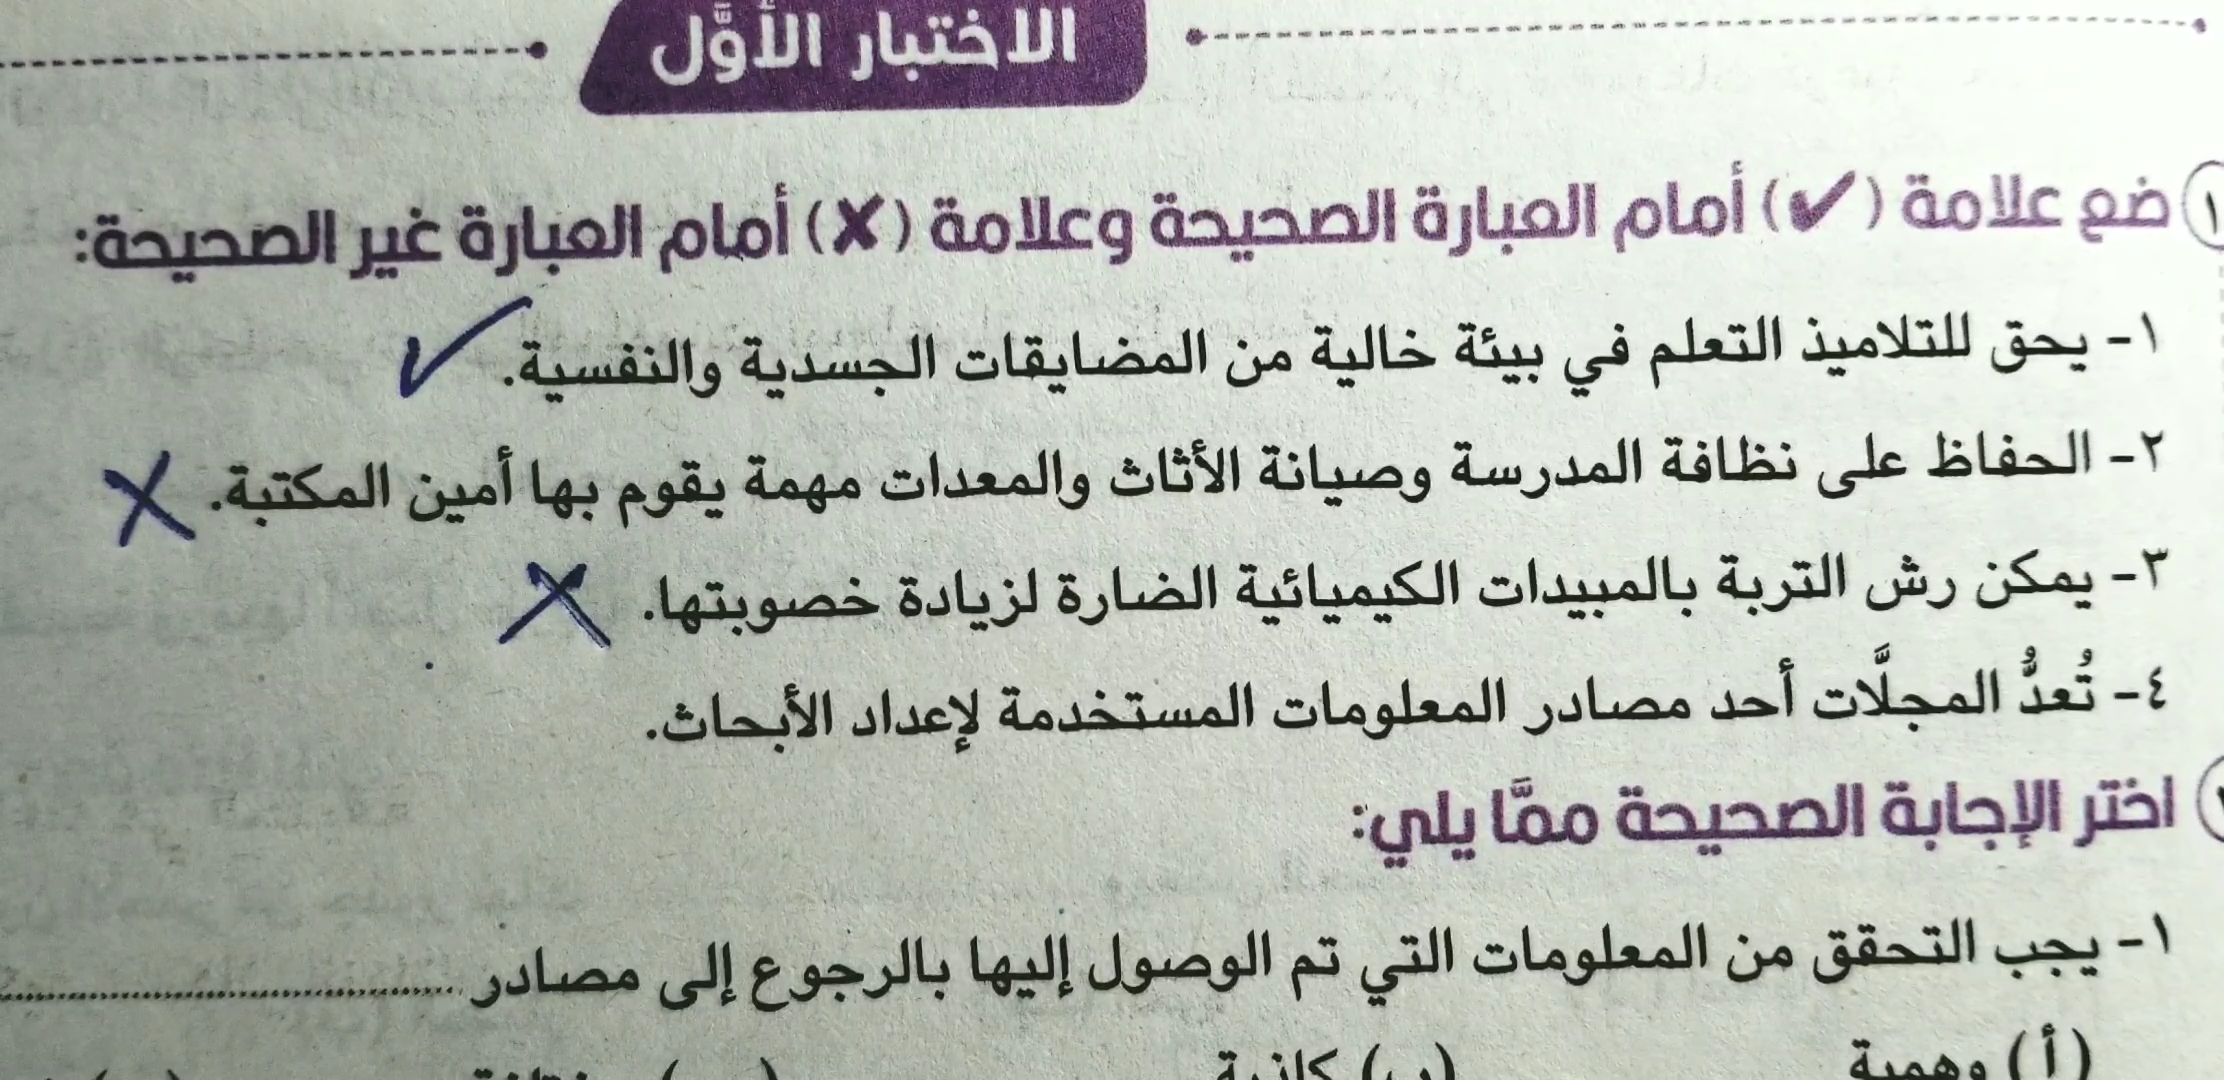 الاختبار الأوَّل
١ ضع علامة (✔) أمام العبارة الصحيحة وعلامة (✘) أمام العبارة غير الصحيحة:
١- يحق للتلاميذ التعلم في بيئة خالية من المضايقات الجسدية والنفسية. ✓
٢- الحفاظ على نظافة المدرسة وصيانة الأثاث والمعدات مهمة يقوم بها أمين المكتبة. X
٣- يمكن رش التربة بالمبيدات الكيميائية الضارة لزيادة خصوبتها. X
٤- تُعدُّ المجلَّات أحد مصادر المعلومات المستخدمة لإعداد الأبحاث.
اختر الإجابة الصحيحة ممَّا يلي:
١- يجب التحقق من المعلومات التي تم الوصول إليها بالرجوع إلى مصادر ........................
(أ) وهمية (ب) كاذبة